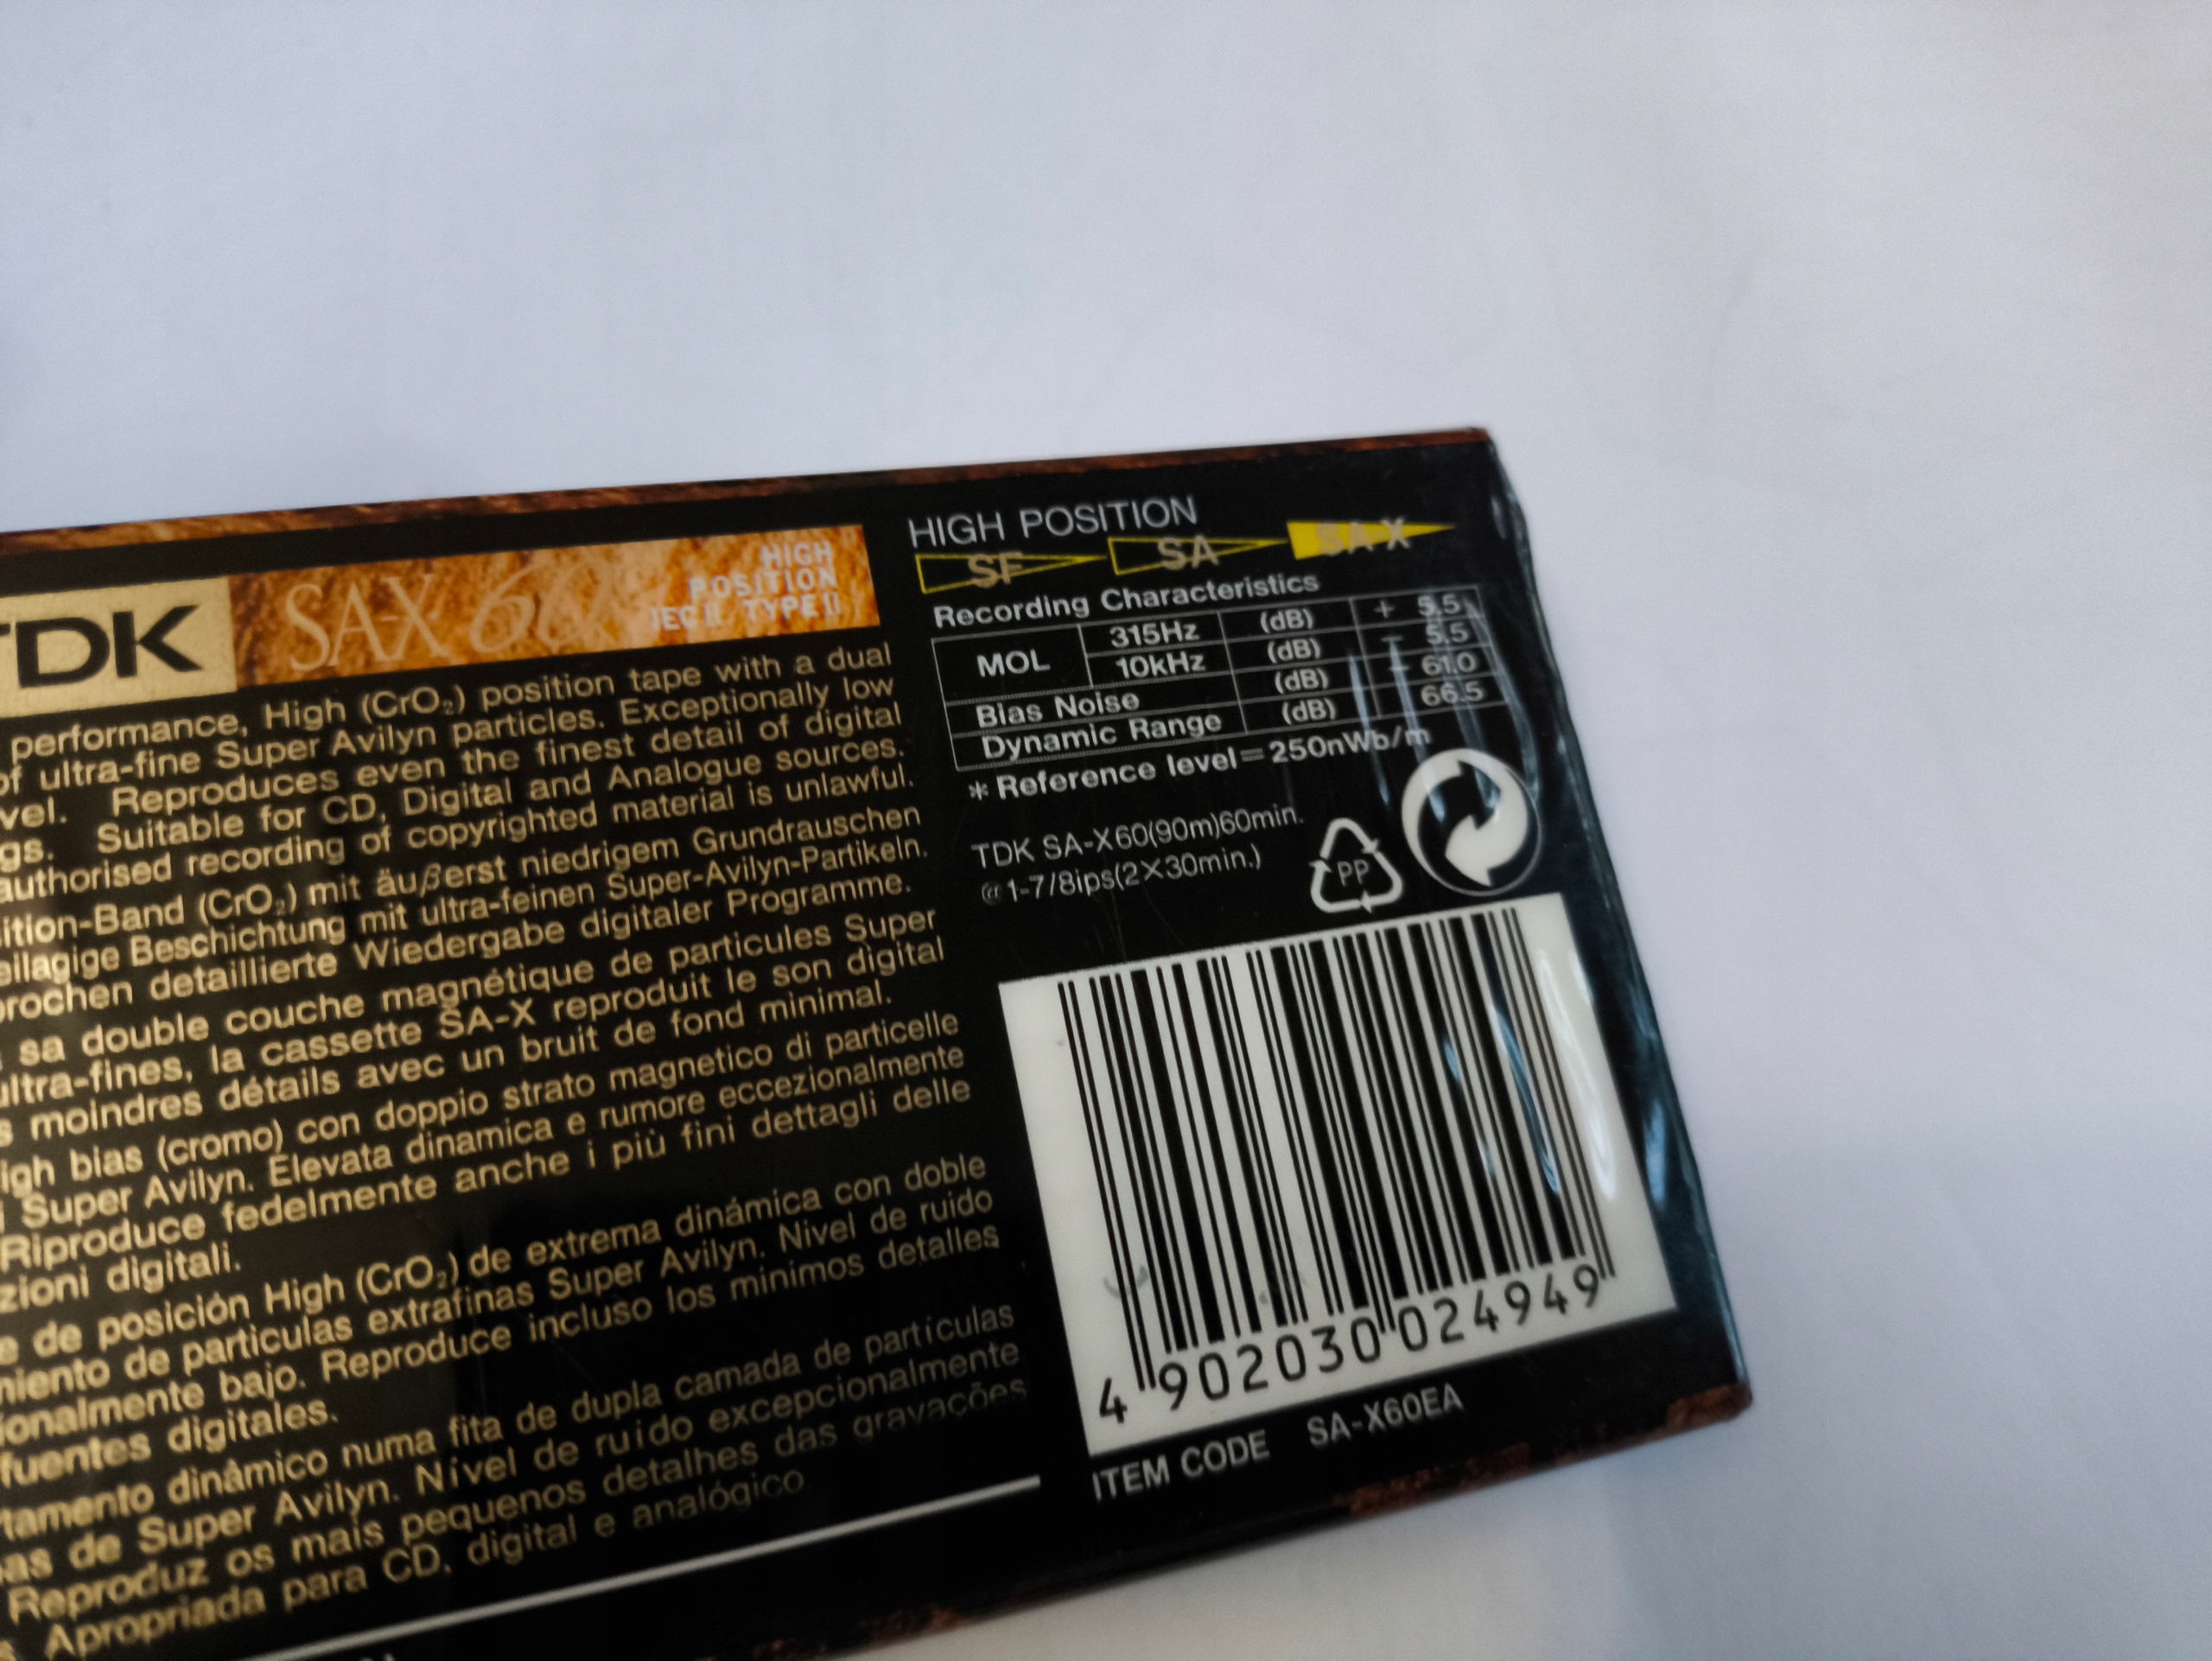 TDK SA-X 60 HIGH POSITION IEC II / TYPE II
performance, High (CrO₂) position tape with a dual
of ultra-fine Super Avilyn particles. Exceptionally low
vel. Reproduces even the finest detail of digital
gs. Suitable for CD, Digital and Analogue sources.
authorised recording of copyrighted material is unlawful.
ition-Band (CrO₂) mit äußerst niedrigem Grundrauschen
eilagige Beschichtung mit ultra-feinen Super-Avilyn-Partikeln.
prochen detaillierte Wiedergabe digitaler Programme.
sa double couche magnétique de particules Super
ultra-fines, la cassette SA-X reproduit le son digital
s moindres détails avec un bruit de fond minimal.
igh bias (cromo) con doppio strato magnetico di particelle
i Super Avilyn. Elevata dinamica e rumore eccezionalmente
Riproduce fedelmente anche i più fini dettagli delle
zioni digitali.
e de posición High (CrO₂) de extrema dinámica con doble
miento de particulas extrafinas Super Avilyn. Nivel de ruido
ionalmente bajo. Reproduce incluso los minimos detalles
fuentes digitales.
rtamento dinâmico numa fita de dupla camada de partículas
as de Super Avilyn. Nível de ruído excepcionalmente
Reproduz os mais pequenos detalhes das gravações
s Apropriada para CD, digital e analógico
HIGH POSITION
SF SA SA-X
Recording Characteristics
MOL 315Hz (dB) + 5.5
10kHz (dB) − 5.5
Bias Noise (dB) − 61.0
Dynamic Range (dB) 66.5
* Reference level=250nWb/m
TDK SA-X60(90m)60min.
@1-7/8ips(2×30min.)
PP
4 902030 024949
ITEM CODE SA-X60EA